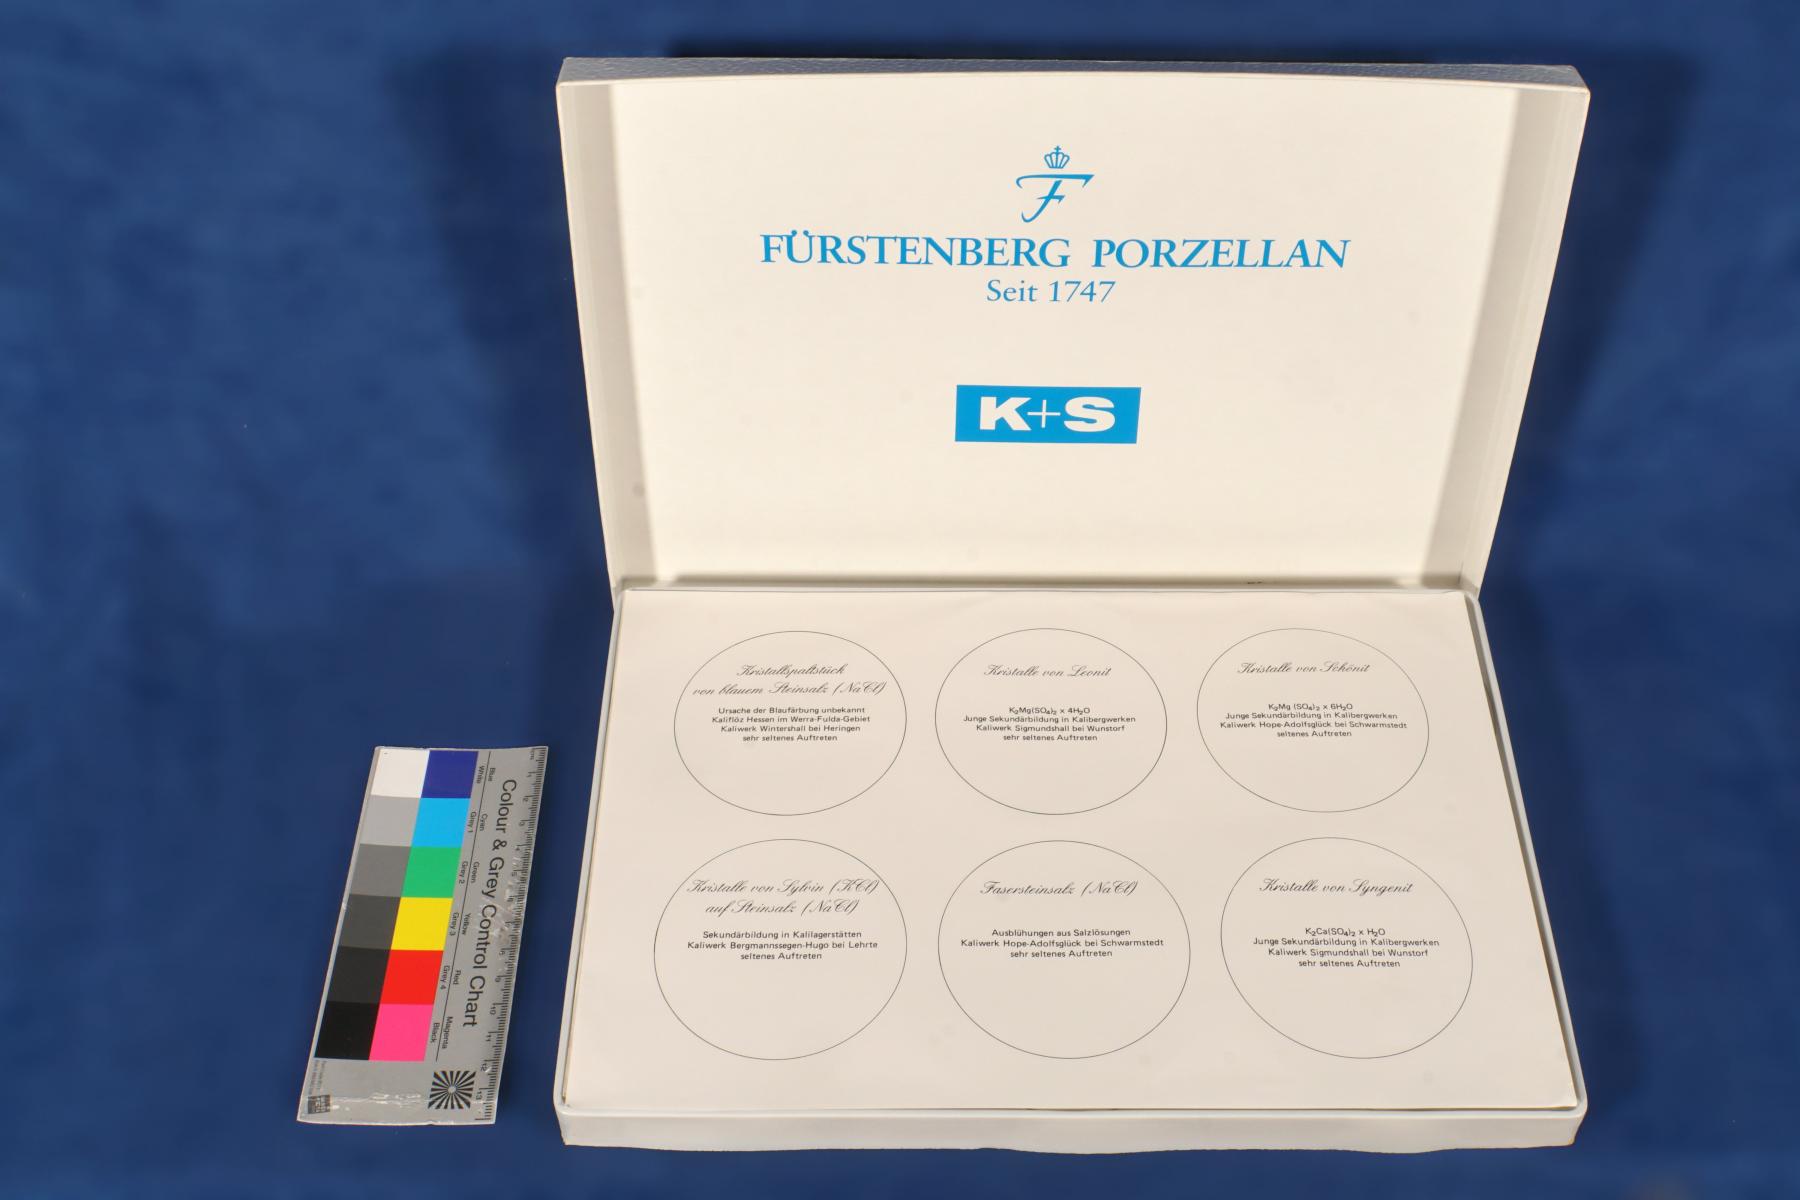 F
FÜRSTENBERG PORZELLAN
Seit 1747
K+S
Kristallspaltstück
von blauem Steinsalz (NaCl)
Ursache der Blaufärbung unbekannt
Kaliflöz Hessen im Werra-Fulda-Gebiet
Kaliwerk Wintershall bei Heringen
sehr seltenes Auftreten
Kristalle von Leonit
K₂Mg(SO₄)₂ x 4H₂O
Junge Sekundärbildung in Kalibergwerken
Kaliwerk Sigmundshall bei Wunstorf
sehr seltenes Auftreten
Kristalle von Schönit
K₂Mg (SO₄)₂ x 6H₂O
Junge Sekundärbildung in Kalibergwerken
Kaliwerk Hope-Adolfsglück bei Schwarmstedt
seltenes Auftreten
Kristalle von Sylvin (KCl)
auf Steinsalz (NaCl)
Sekundärbildung in Kalilagerstätten
Kaliwerk Bergmannssegen-Hugo bei Lehrte
seltenes Auftreten
Fasersteinsalz (NaCl)
Ausblühungen aus Salzlösungen
Kaliwerk Hope-Adolfsglück bei Schwarmstedt
sehr seltenes Auftreten
Kristalle von Syngenit
K₂Ca(SO₄)₂ x H₂O
Junge Sekundärbildung in Kalibergwerken
Kaliwerk Sigmundshall bei Wunstorf
sehr seltenes Auftreten
Colour & Grey Control Chart
Blue
White
Cyan
Grey 1
Green
Grey 2
Yellow
Grey 3
Red
Grey 4
Magenta
Black